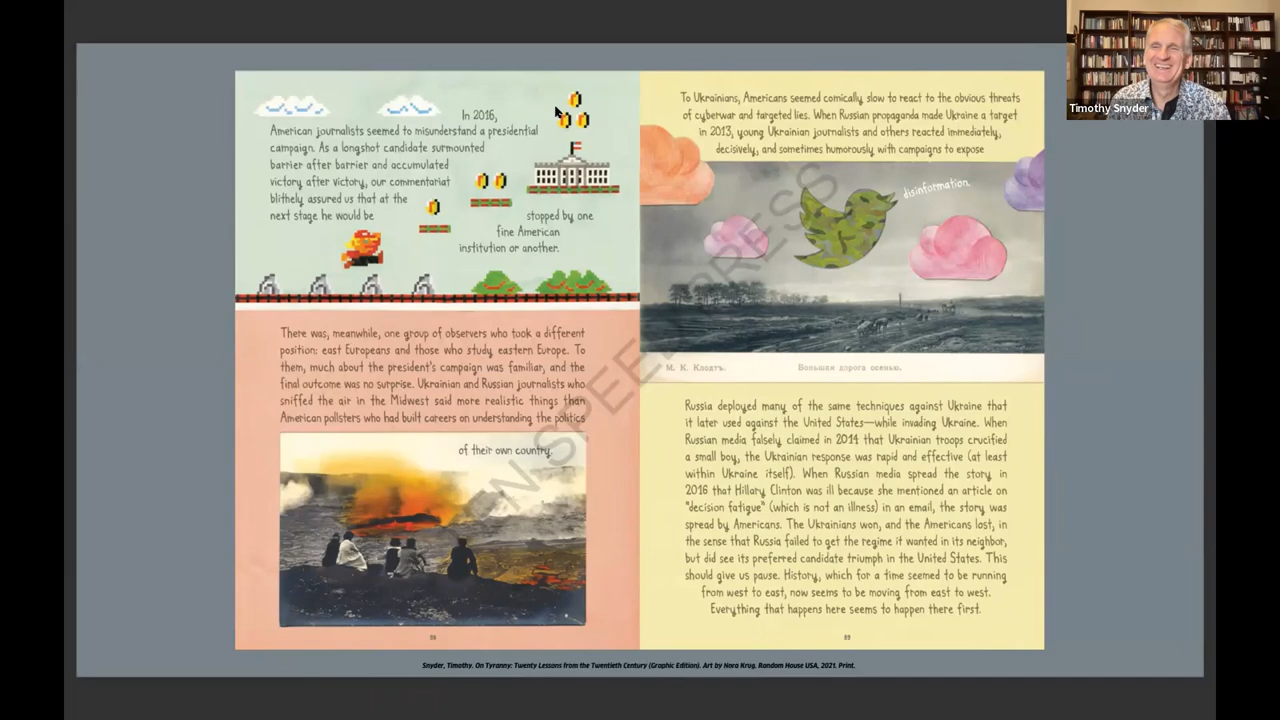 Timothy Snyder
In 2016,
American journalists seemed to misunderstand a presidential
campaign. As a longshot candidate surmounted
barrier after barrier and accumulated
victory after victory, our commentariat
blithely assured us that at the
next stage he would be
stopped by one
fine American
institution or another.
There was, meanwhile, one group of observers who took a different
position: east Europeans and those who study eastern Europe. To
them, much about the president's campaign was familiar, and the
final outcome was no surprise. Ukrainian and Russian journalists who
sniffed the air in the Midwest said more realistic things than
American pollsters who had built careers on understanding the politics
of their own country.
To Ukrainians, Americans seemed comically slow to react to the obvious threats
of cyberwar and targeted lies. When Russian propaganda made Ukraine a target
in 2013, young Ukrainian journalists and others reacted immediately,
decisively, and sometimes humorously with campaigns to expose
disinformation.
М. К. Клодтъ.
Большая дорога осенью.
Russia deployed many of the same techniques against Ukraine that
it later used against the United States—while invading Ukraine. When
Russian media falsely claimed in 2014 that Ukrainian troops crucified
a small boy, the Ukrainian response was rapid and effective (at least
within Ukraine itself). When Russian media spread the story in
2016 that Hillary Clinton was ill because she mentioned an article on
"decision fatigue" (which is not an illness) in an email, the story was
spread by Americans. The Ukrainians won, and the Americans lost, in
the sense that Russia failed to get the regime it wanted in its neighbor,
but did see its preferred candidate triumph in the United States. This
should give us pause. History, which for a time seemed to be running
from west to east, now seems to be moving from east to west.
Everything that happens here seems to happen there first.
Snyder, Timothy. On Tyranny: Twenty Lessons from the Twentieth Century (Graphic Edition). Art by Nora Krug. Random House USA, 2021. Print.